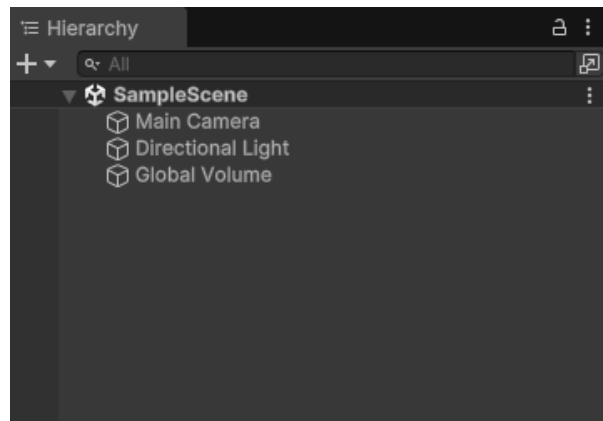 Hierarchy
All
SampleScene
Main Camera
Directional Light
Global Volume